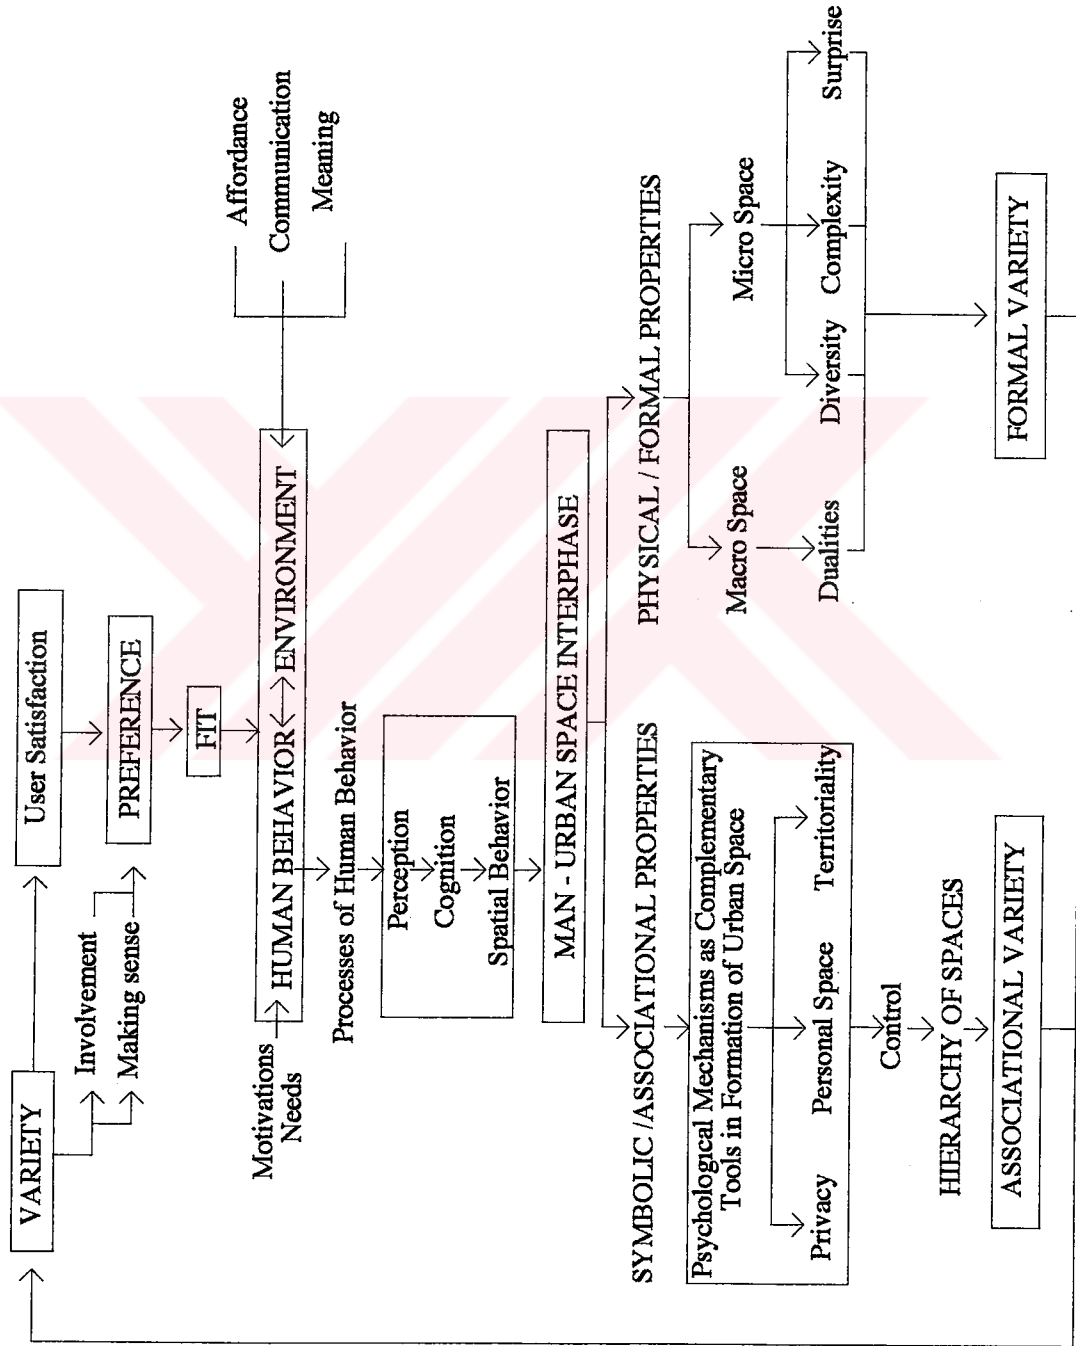 VARIETY
User Satisfaction
Involvement
Making sense
PREFERENCE
FIT
Motivations
Needs
HUMAN BEHAVIOR
ENVIRONMENT
Affordance
Communication
Meaning
Processes of Human Behavior
Perception
Cognition
Spatial Behavior
MAN - URBAN SPACE INTERPHASE
SYMBOLIC /ASSOCIATIONAL PROPERTIES
PHYSICAL / FORMAL PROPERTIES
Psychological Mechanisms as Complementary
Tools in Formation of Urban Space
Privacy
Personal Space
Territoriality
Macro Space
Micro Space
Dualities
Diversity
Complexity
Surprise
Control
HIERARCHY OF SPACES
ASSOCIATIONAL VARIETY
FORMAL VARIETY